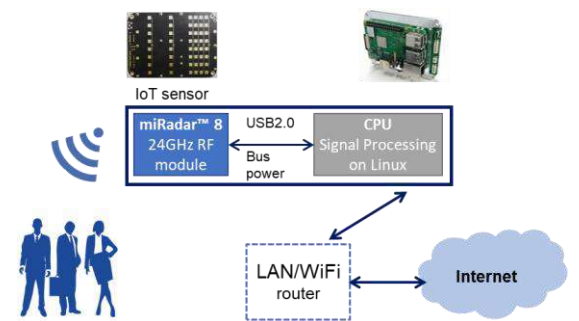 IoT sensor
miRadar™ 8
24GHz RF
module
USB2.0
Bus
power
CPU
Signal Processing
on Linux
LAN/WiFi
router
Internet